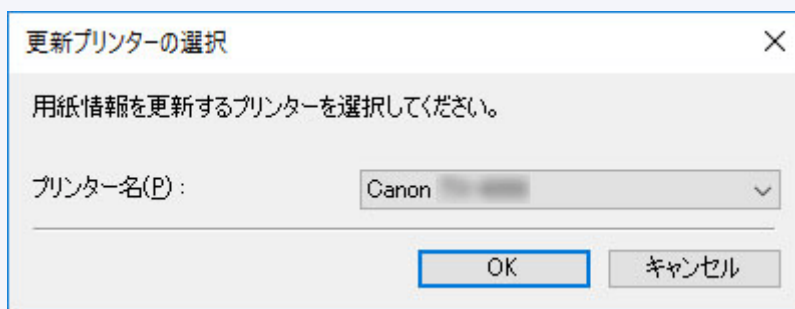 更新プリンターの選択
用紙情報を更新するプリンターを選択してください。
プリンター名(P) : Canon
OK キャンセル